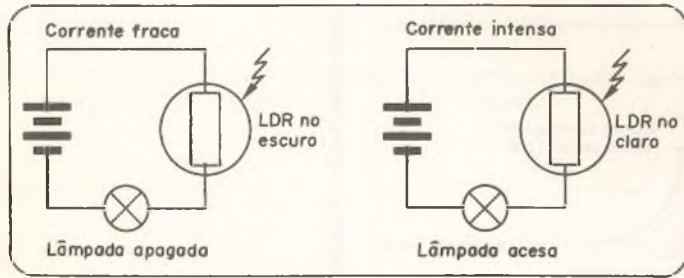 Corrente fraca
LDR no
escuro
Lâmpada apagada
Corrente intensa
LDR no
claro
Lâmpada acesa